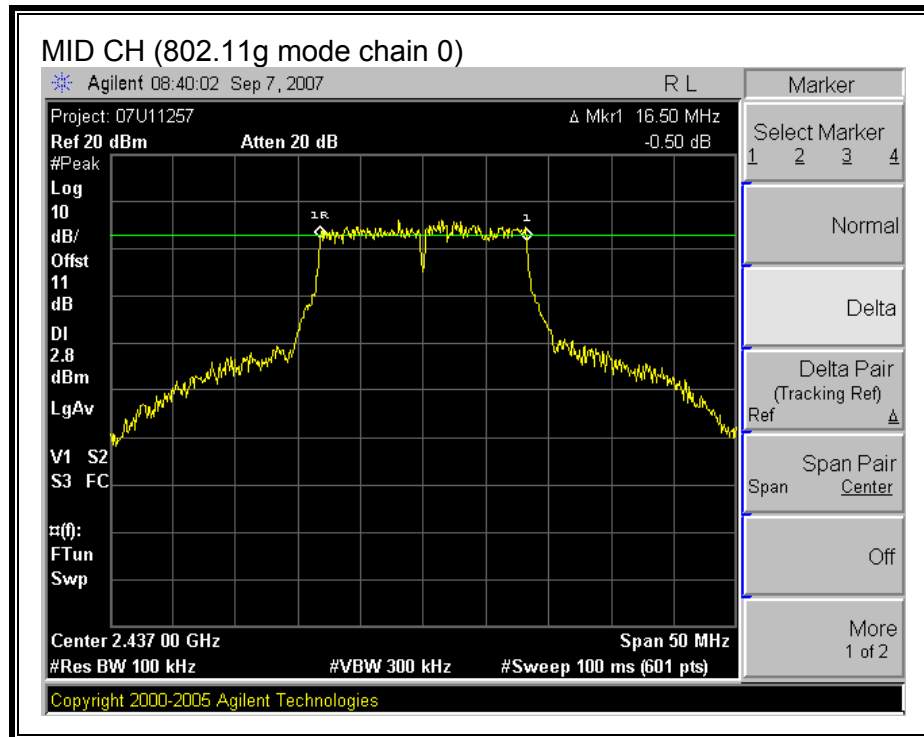 MID CH (802.11g mode chain 0)
Agilent 08:40:02 Sep 7, 2007 R L
Project: 07U11257 Δ Mkr1 16.50 MHz
Ref 20 dBm Atten 20 dB -0.50 dB
#Peak
Log
10
dB/
Offst
11
dB
DI
2.8
dBm
LgAv
V1 S2
S3 FC
¤(f):
FTun
Swp
1R
1
Center 2.437 00 GHz Span 50 MHz
#Res BW 100 kHz #VBW 300 kHz #Sweep 100 ms (601 pts)
Copyright 2000-2005 Agilent Technologies
Marker
Select Marker
1 2 3 4
Normal
Delta
Delta Pair
(Tracking Ref)
Ref Δ
Span Pair
Span Center
Off
More
1 of 2